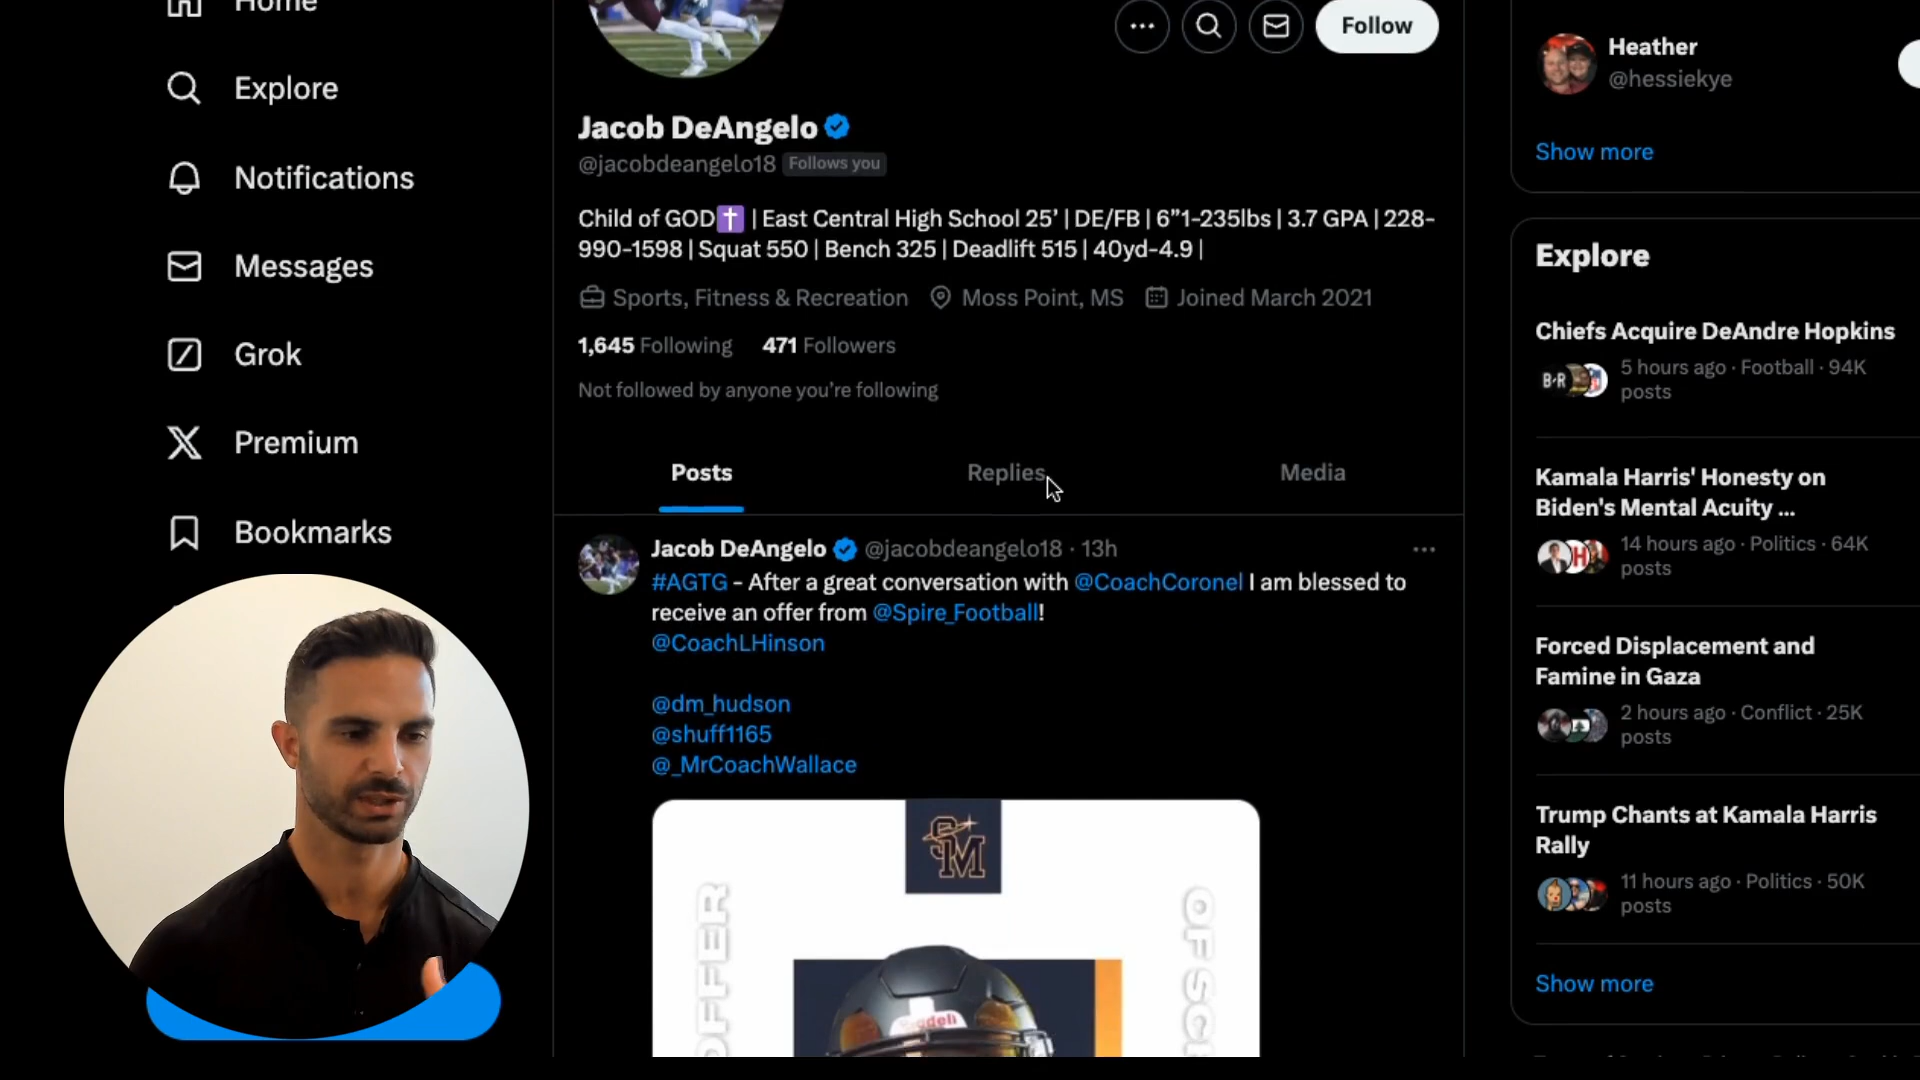 Home
Explore
Notifications
Messages
Grok
Premium
Bookmarks
Follow
Jacob DeAngelo
@jacobdeangelo18 Follows you
Child of GOD✝️ | East Central High School 25’ | DE/FB | 6”1-235lbs | 3.7 GPA | 228-
990-1598 | Squat 550 | Bench 325 | Deadlift 515 | 40yd-4.9 |
Sports, Fitness & Recreation Moss Point, MS Joined March 2021
1,645 Following 471 Followers
Not followed by anyone you’re following
Posts Replies Media
Jacob DeAngelo @jacobdeangelo18 · 13h
#AGTG - After a great conversation with @CoachCoronel I am blessed to
receive an offer from @Spire_Football!
@CoachLHinson
@dm_hudson
@shuff1165
@_MrCoachWallace
SM
OFFER
OF SC
Riddell
Heather
@hessiekye
Show more
Explore
Chiefs Acquire DeAndre Hopkins
B·R
5 hours ago · Football · 94K
posts
Kamala Harris' Honesty on
Biden's Mental Acuity ...
H
14 hours ago · Politics · 64K
posts
Forced Displacement and
Famine in Gaza
2 hours ago · Conflict · 25K
posts
Trump Chants at Kamala Harris
Rally
11 hours ago · Politics · 50K
posts
Show more